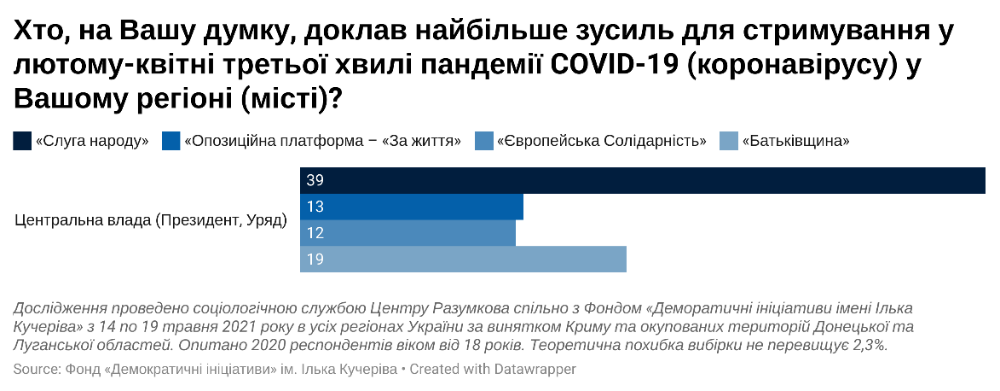 Хто, на Вашу думку, доклав найбільше зусиль для стримування у
лютому-квітні третьої хвилі пандемії COVID-19 (коронавірусу) у
Вашому регіоні (місті)?
«Слуга народу» «Опозиційна платформа – «За життя» «Європейська Солідарність» «Батьківщина»
Центральна влада (Президент, Уряд)
39
13
12
19
Дослідження проведено соціологічною службою Центру Разумкова спільно з Фондом «Деморатичні ініціативи імені Ілька
Кучеріва» з 14 по 19 травня 2021 року в усіх регіонах України за винятком Криму та окупованих територій Донецької та
Луганської областей. Опитано 2020 респондентів віком від 18 років. Теоретична похибка вибірки не перевищує 2,3%.
Source: Фонд «Демократичні ініціативи» ім. Ілька Кучеріва • Created with Datawrapper